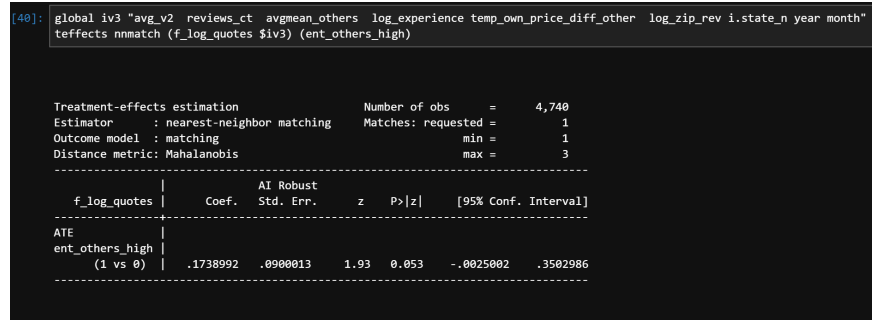 [40]: global iv3 "avg_v2 reviews_ct avgmean_others log_experience temp_own_price_diff_other log_zip_rev i.state_n year month"
teffects nnmatch (f_log_quotes $iv3) (ent_others_high)
Treatment-effects estimation Number of obs = 4,740
Estimator : nearest-neighbor matching Matches: requested = 1
Outcome model : matching min = 1
Distance metric: Mahalanobis max = 3
------------------------------------------------------------------------------
| AI Robust
f_log_quotes | Coef. Std. Err. z P>|z| [95% Conf. Interval]
-----------------+------------------------------------------------------------
ATE |
ent_others_high |
(1 vs 0) | .1738992 .0900013 1.93 0.053 -.0025002 .3502986
------------------------------------------------------------------------------